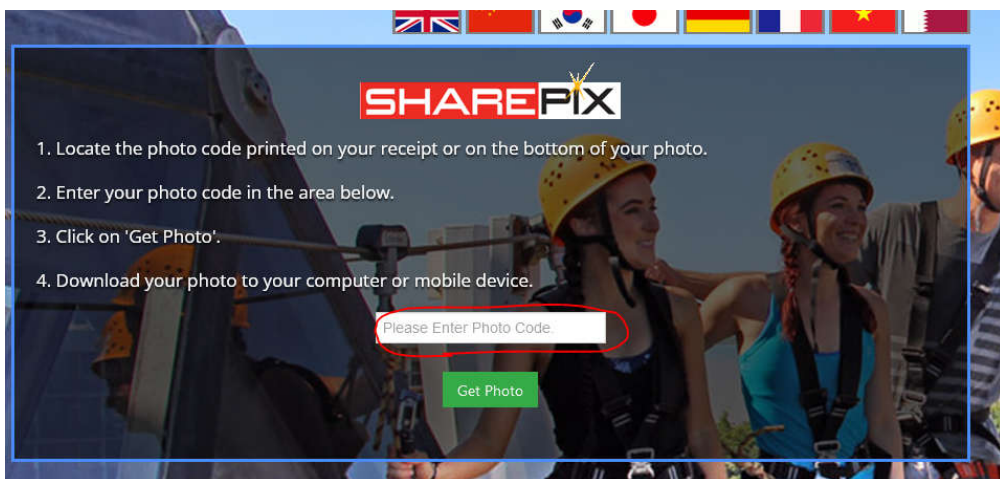 SHAREPIX
1. Locate the photo code printed on your receipt or on the bottom of your photo.
2. Enter your photo code in the area below.
3. Click on 'Get Photo'.
4. Download your photo to your computer or mobile device.
Please Enter Photo Code.
Get Photo